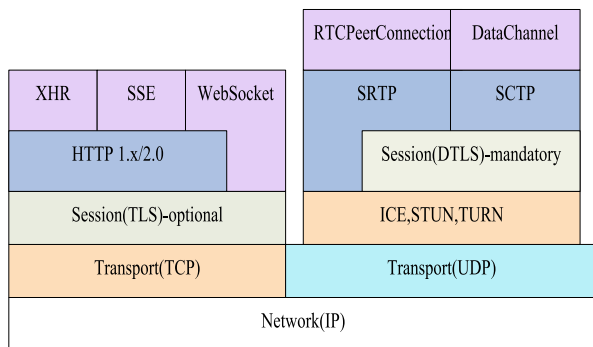 RTCPeerConnection DataChannel
XHR SSE WebSocket SRTP SCTP
HTTP 1.x/2.0 Session(DTLS)-mandatory
Session(TLS)-optional ICE,STUN,TURN
Transport(TCP) Transport(UDP)
Network(IP)